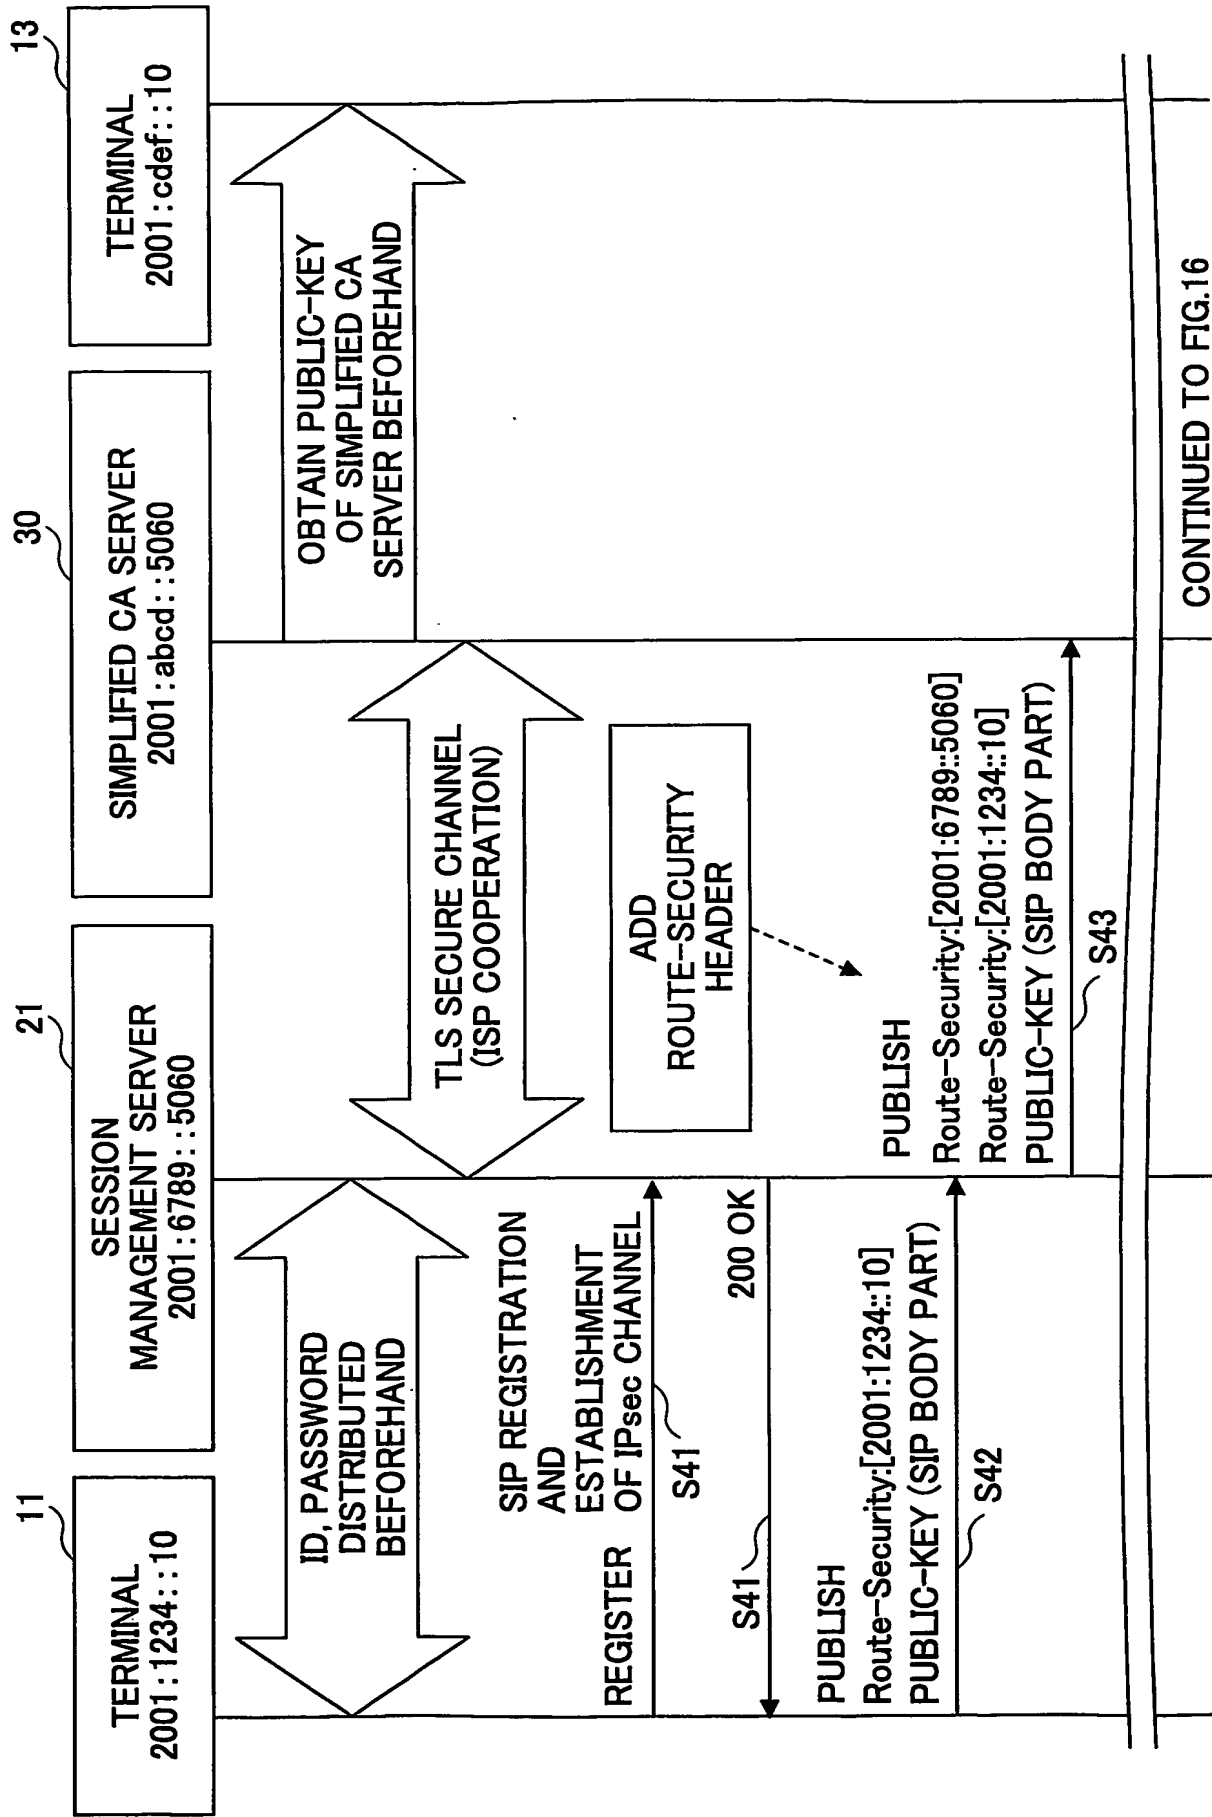 11
TERMINAL
2001:1234::10
21
SESSION
MANAGEMENT SERVER
2001:6789::5060
30
SIMPLIFIED CA SERVER
2001:abcd::5060
13
TERMINAL
2001:cdef::10
ID, PASSWORD
DISTRIBUTED
BEFOREHAND
TLS SECURE CHANNEL
(ISP COOPERATION)
OBTAIN PUBLIC-KEY
OF SIMPLIFIED CA
SERVER BEFOREHAND
SIP REGISTRATION
AND
ESTABLISHMENT
REGISTER OF IPsec CHANNEL
S41
200 OK
S41
ADD
ROUTE-SECURITY
HEADER
PUBLISH
Route-Security:[2001:1234::10]
PUBLIC-KEY (SIP BODY PART)
S42
PUBLISH
Route-Security:[2001:6789::5060]
Route-Security:[2001:1234::10]
PUBLIC-KEY (SIP BODY PART)
S43
CONTINUED TO FIG.16